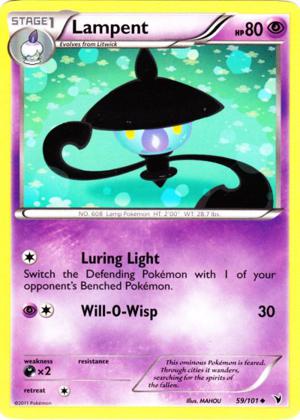 STAGE1
Lampent
HP80
Evolves from Litwick
NO. 608 Lamp Pokémon HT. 2'00" WT. 28.7 lbs.
Luring Light
Switch the Defending Pokémon with 1 of your
opponent's Benched Pokémon.
Will-O-Wisp 30
weakness resistance
×2
retreat
This ominous Pokémon is feared.
Through cities it wanders,
searching for the spirits of
the fallen.
©2011 Pokémon
Illus. MAHOU
59/101